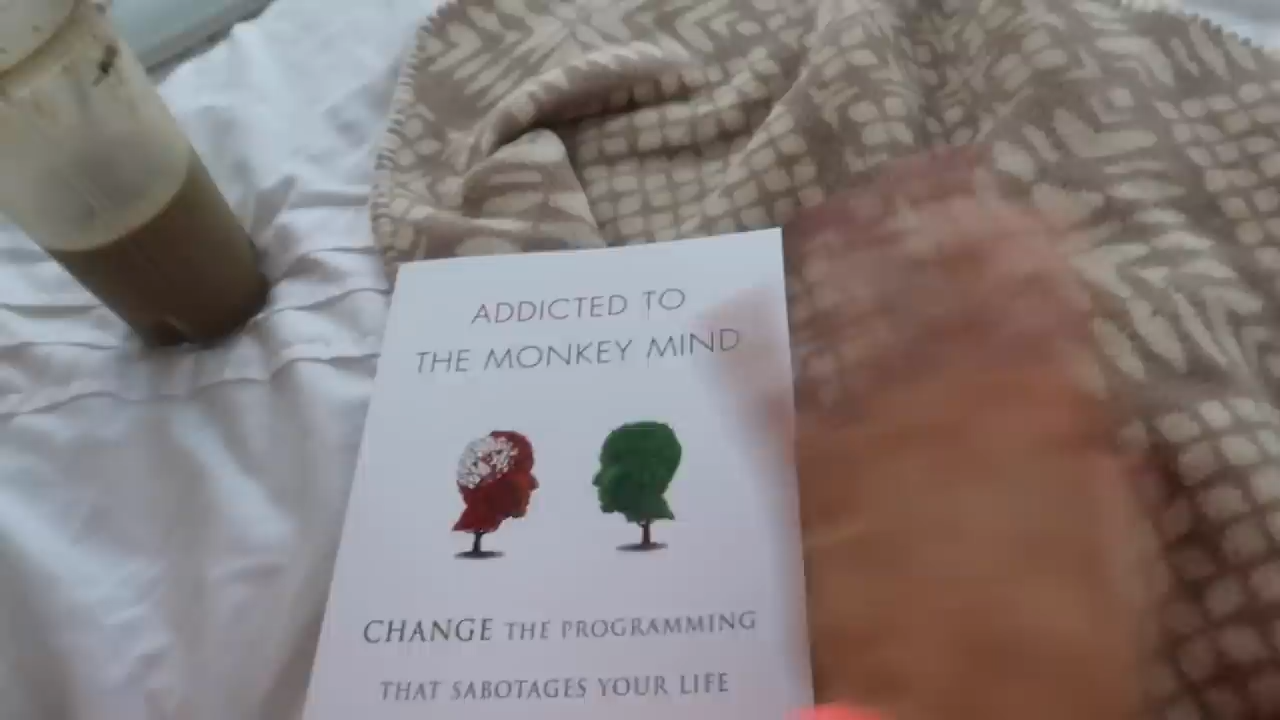 ADDICTED TO
THE MONKEY MIND
CHANGE THE PROGRAMMING
THAT SABOTAGES YOUR LIFE